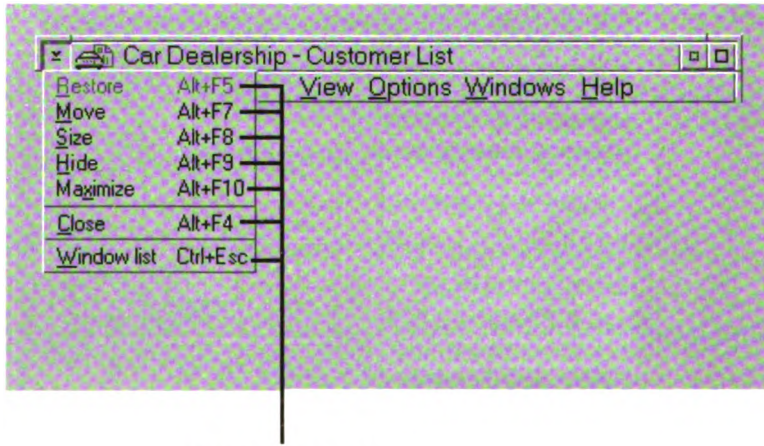 Car Dealership - Customer List
Restore Alt+F5
View Options Windows Help
Move Alt+F7
Size Alt+F8
Hide Alt+F9
Maximize Alt+F10
Close Alt+F4
Window list Ctrl+Esc